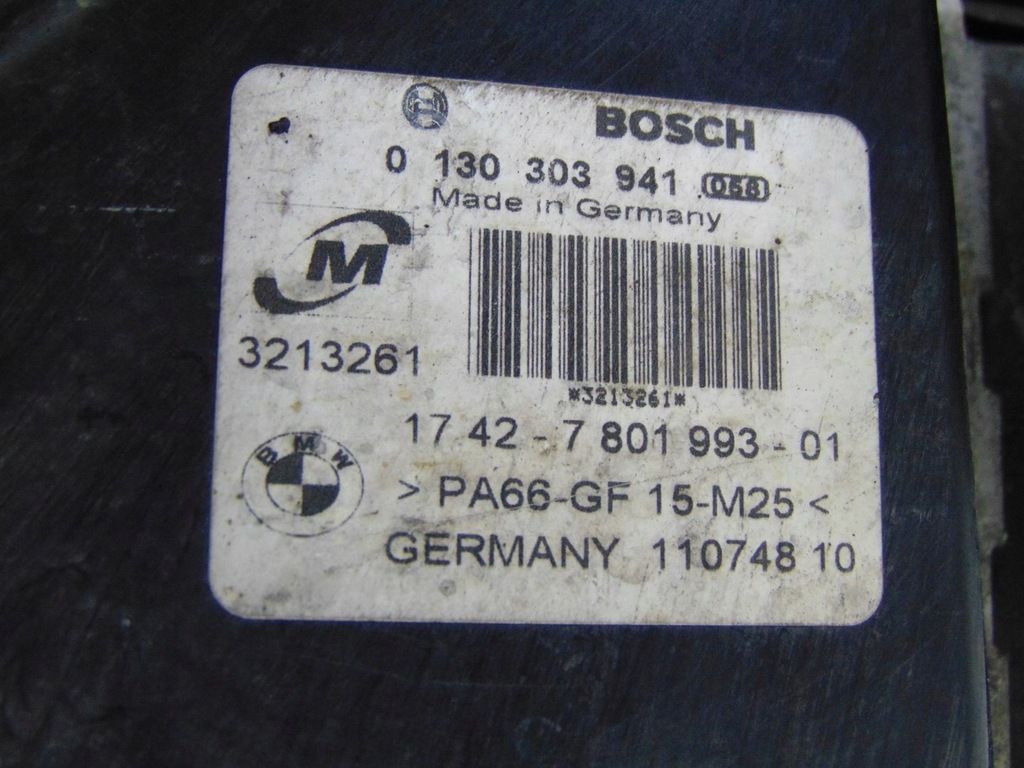 BOSCH
0 130 303 941 068
Made in Germany
M
3213261
*3213261*
17 42 - 7 801 993 - 01
BMW
> PA66-GF 15-M25 <
GERMANY 110748 10